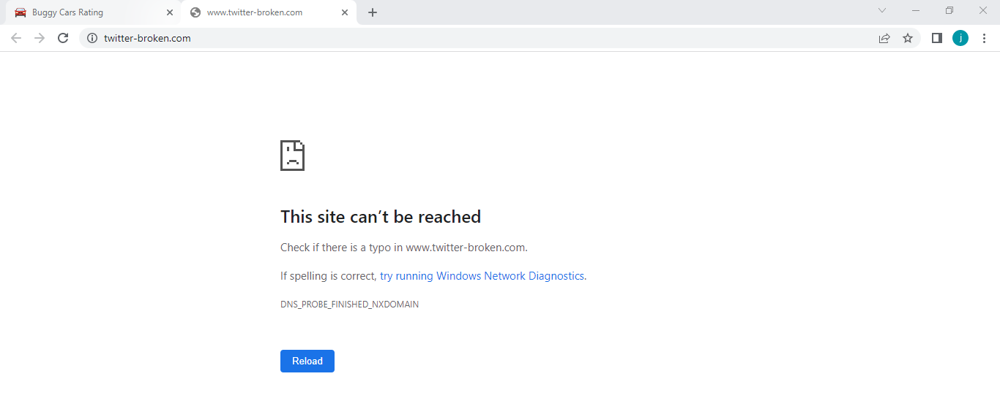 Buggy Cars Rating
www.twitter-broken.com
twitter-broken.com
j
This site can’t be reached
Check if there is a typo in www.twitter-broken.com.
If spelling is correct, try running Windows Network Diagnostics.
DNS_PROBE_FINISHED_NXDOMAIN
Reload